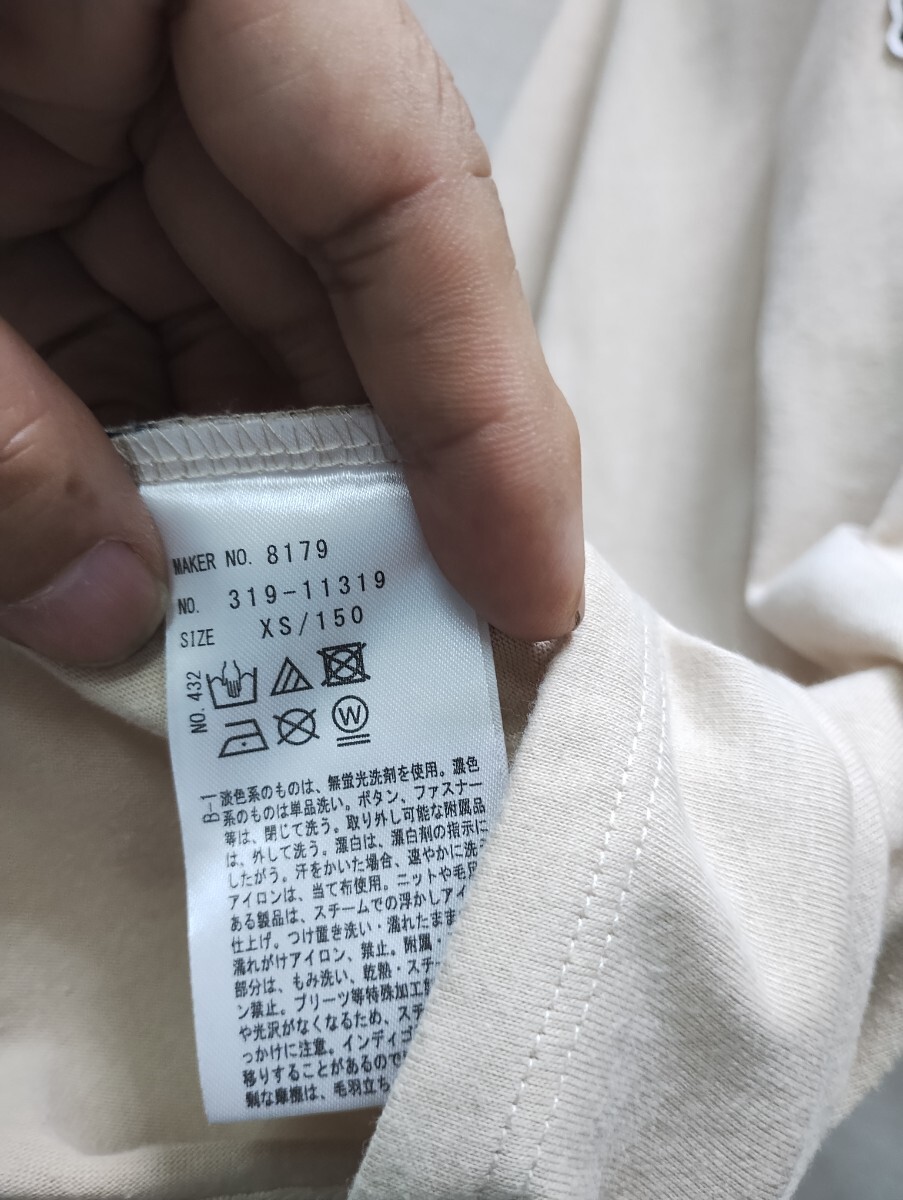 MAKER NO. 8179
NO. 319-11319
SIZE XS/150
NO.432
W
B-1
淡色系のものは、無蛍光洗剤を使用。濃色
系のものは単品洗い。ボタン、ファスナー
等は、閉じて洗う。取り外し可能な附属品
は、外して洗う。漂白は、漂白剤の指示に
したがう。汗をかいた場合、速やかに洗
アイロンは、当て布使用。ニットや毛足
ある製品は、スチームでの浮かしアイ
仕上げ。つけ置き洗い・濡れたまま
濡れがけアイロン、禁止。附属・
部分は、もみ洗い、乾熱・スチ
ン禁止。プリーツ等特殊加工
や光沢がなくなるため、スチ
っかけに注意。インディゴ
移りすることがあるので
剰な摩擦は、毛羽立ち